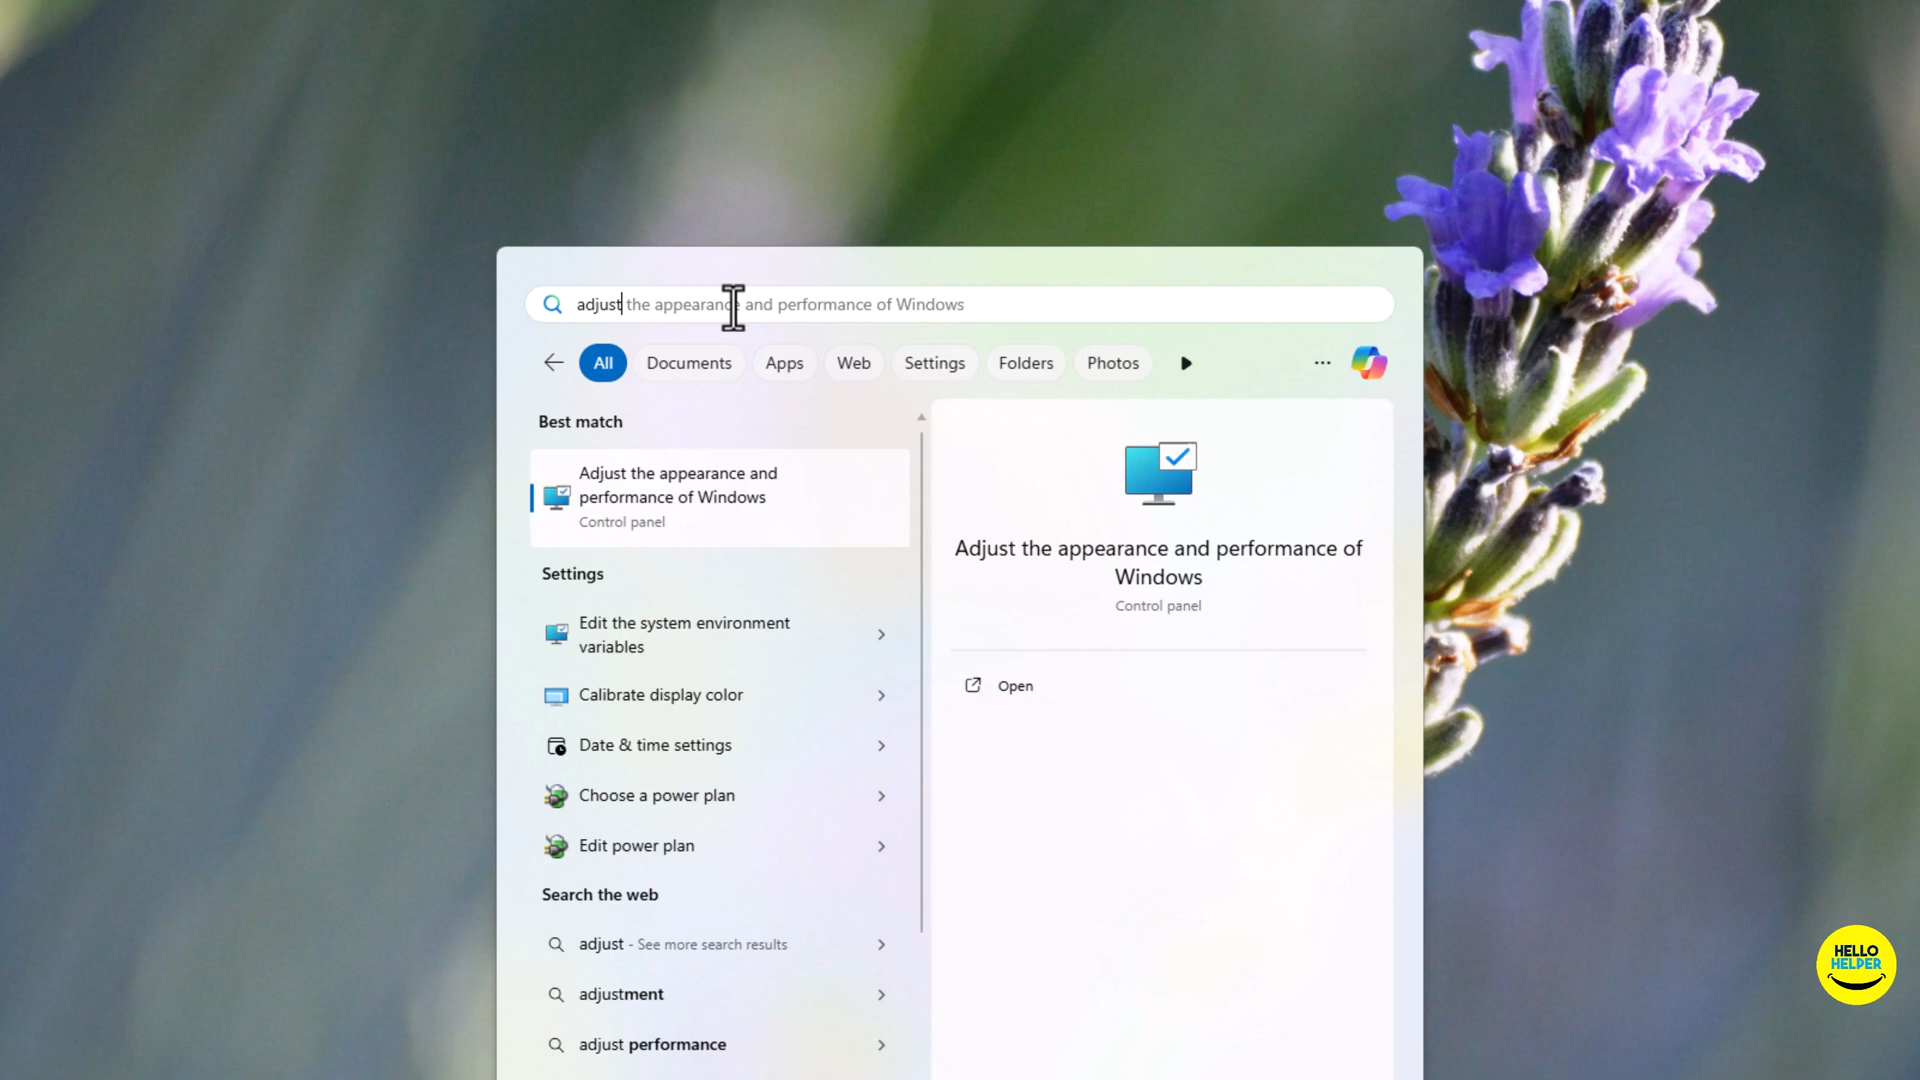 adjust the appearance and performance of Windows
All Documents Apps Web Settings Folders Photos
Best match
Adjust the appearance and
performance of Windows
Control panel
Settings
Edit the system environment
variables
Calibrate display color
Date & time settings
Choose a power plan
Edit power plan
Search the web
adjust - See more search results
adjustment
adjust performance
Adjust the appearance and performance of
Windows
Control panel
Open
HELLO
HELPER